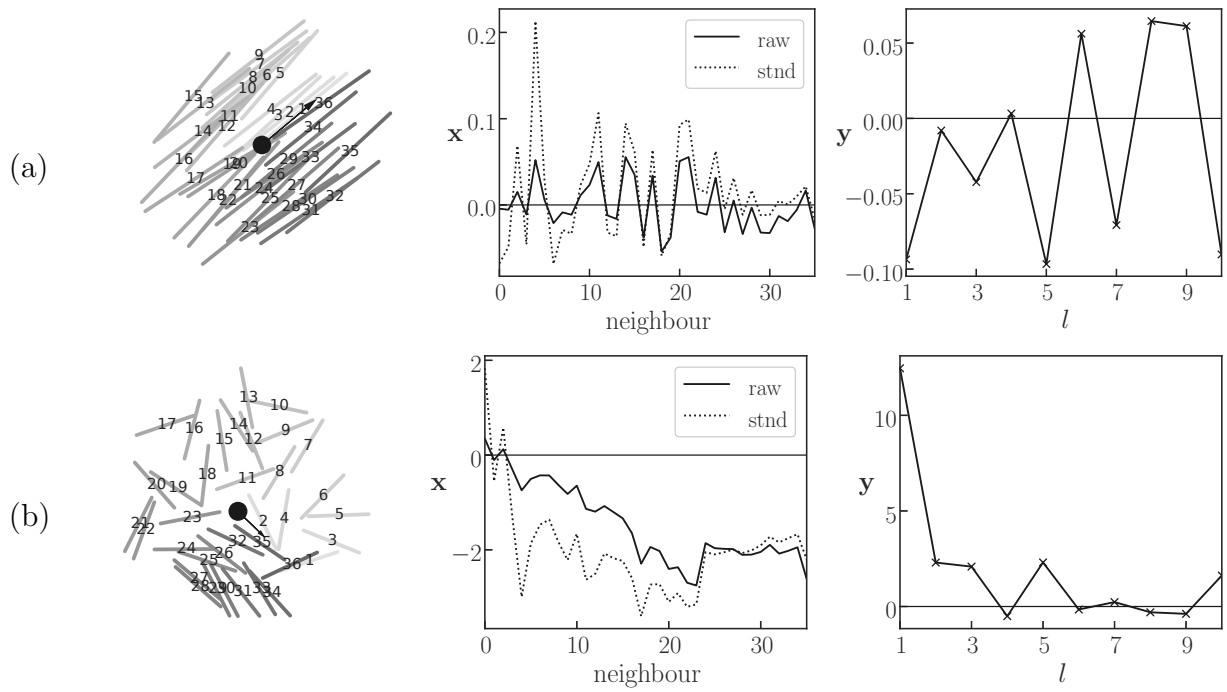 (a)
9
7
8 6 5
10
15
13
11
12
14
4
3 2 1 36
34
16
20
29 33 35
17
26
21 24 27
18 22 25 28 30 32
31
23
0.2
0.1
0.0
x
raw
stnd
0 10 20 30
neighbour
0.05
0.00
−0.05
−0.10
y
1 3 5 7 9
l
(b)
13 10
17 16 14 9
15 12 7
8
18 11
20 19 6
21 23 2 4 5
22
32 35 3
24 26
25 36 1
27
28 29 30 31 33 34
2
0
−2
x
raw
stnd
0 10 20 30
neighbour
10
5
0
y
1 3 5 7 9
l